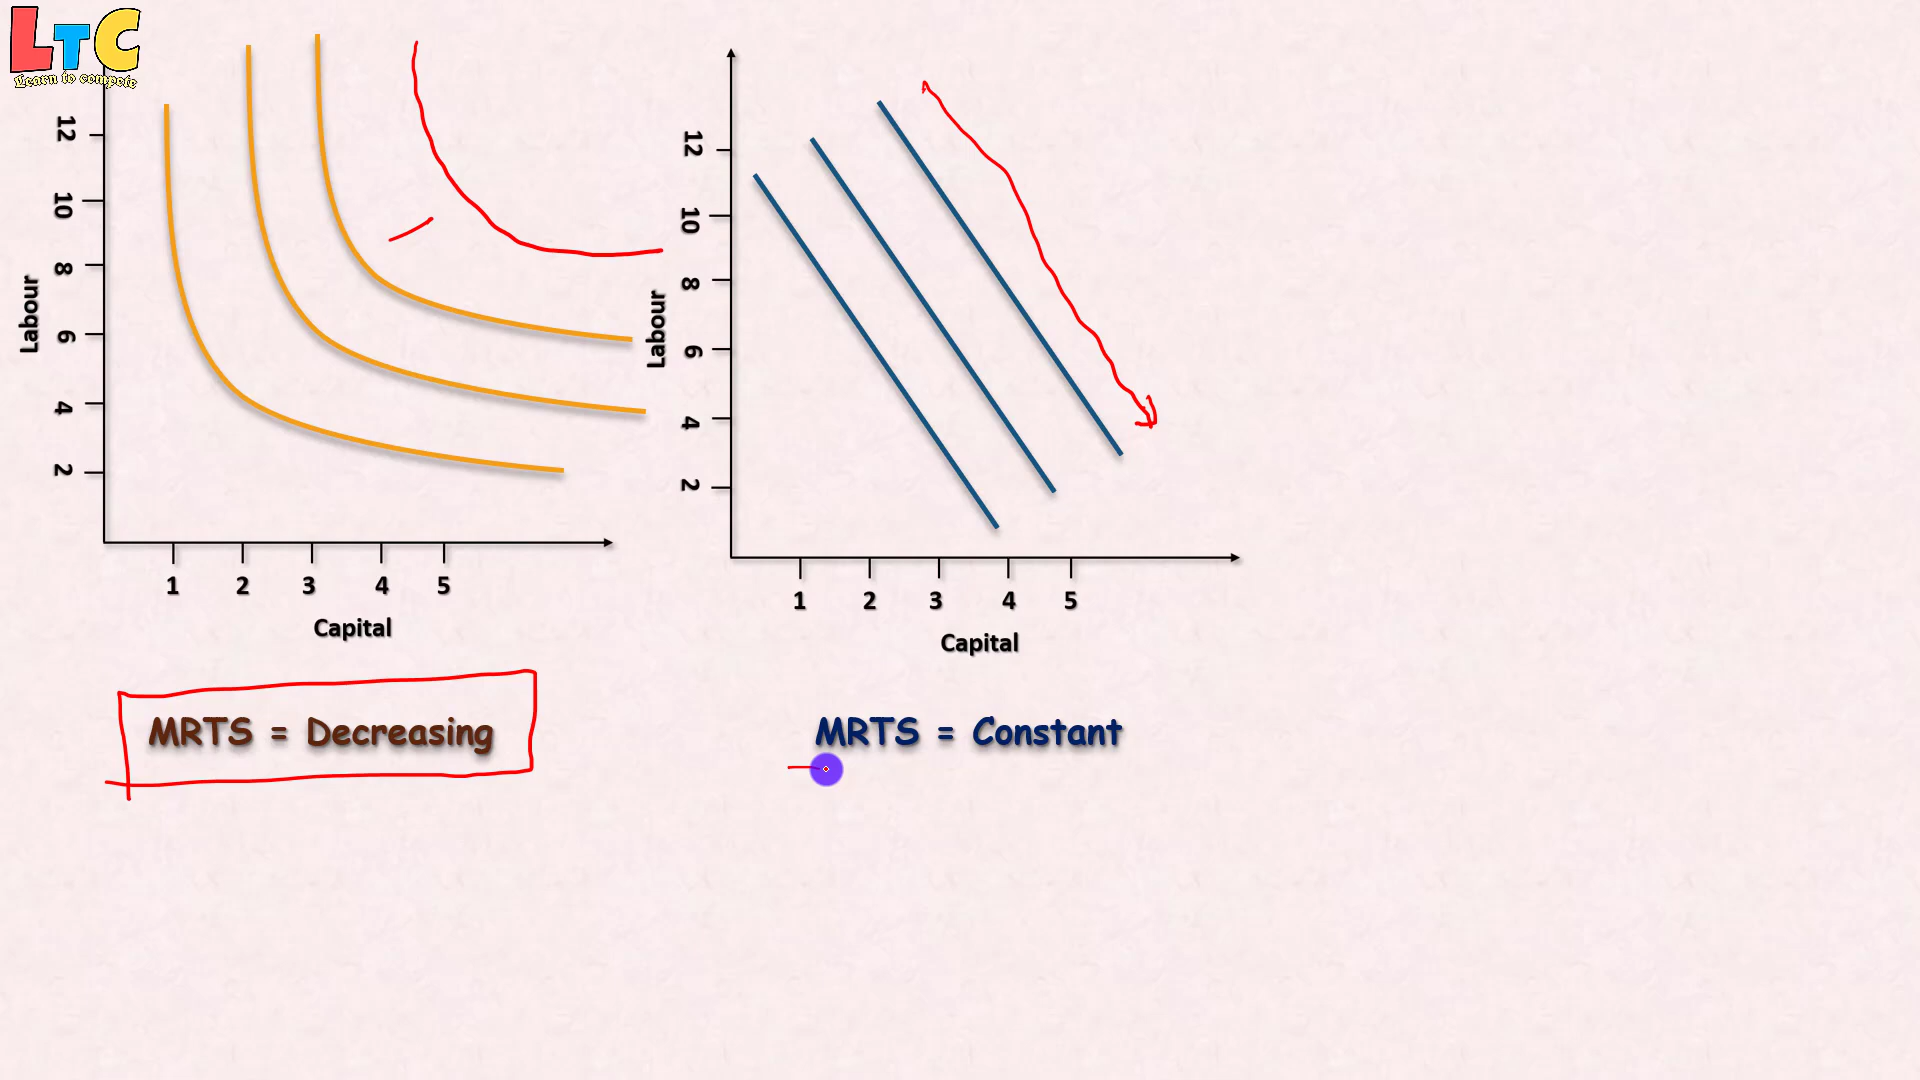 LTC
Learn to compete
12
10
8
6
4
2
Labour
1 2 3 4 5
Capital
MRTS = Decreasing
12
10
8
6
4
2
Labour
1 2 3 4 5
Capital
MRTS = Constant